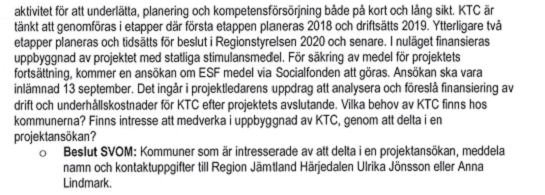 aktivitet för att underlätta, planering och kompetensförsörjning både på kort och lång sikt. KTC är
tänkt att genomföras i etapper där första etappen planeras 2018 och driftsätts 2019. Ytterligare två
etapper planeras och tidsätts för beslut i Regionstyrelsen 2020 och senare. I nuläget finansieras
uppbyggnad av projektet med statliga stimulansmedel. För säkring av medel för projektets
fortsättning, kommer en ansökan om ESF medel via Socialfonden att göras. Ansökan ska vara
inlämnad 13 september. Det ingår i projektledarens uppdrag att analysera och föreslå finansiering av
drift och underhållskostnader för KTC efter projektets avslutande. Vilka behov av KTC finns hos
kommunerna? Finns intresse att medverka i uppbyggnad av KTC, genom att delta i en
projektansökan?
o Beslut SVOM: Kommuner som är intresserade av att delta i en projektansökan, meddela
namn och kontaktuppgifter till Region Jämtland Härjedalen Ulrika Jönsson eller Anna
Lindmark.